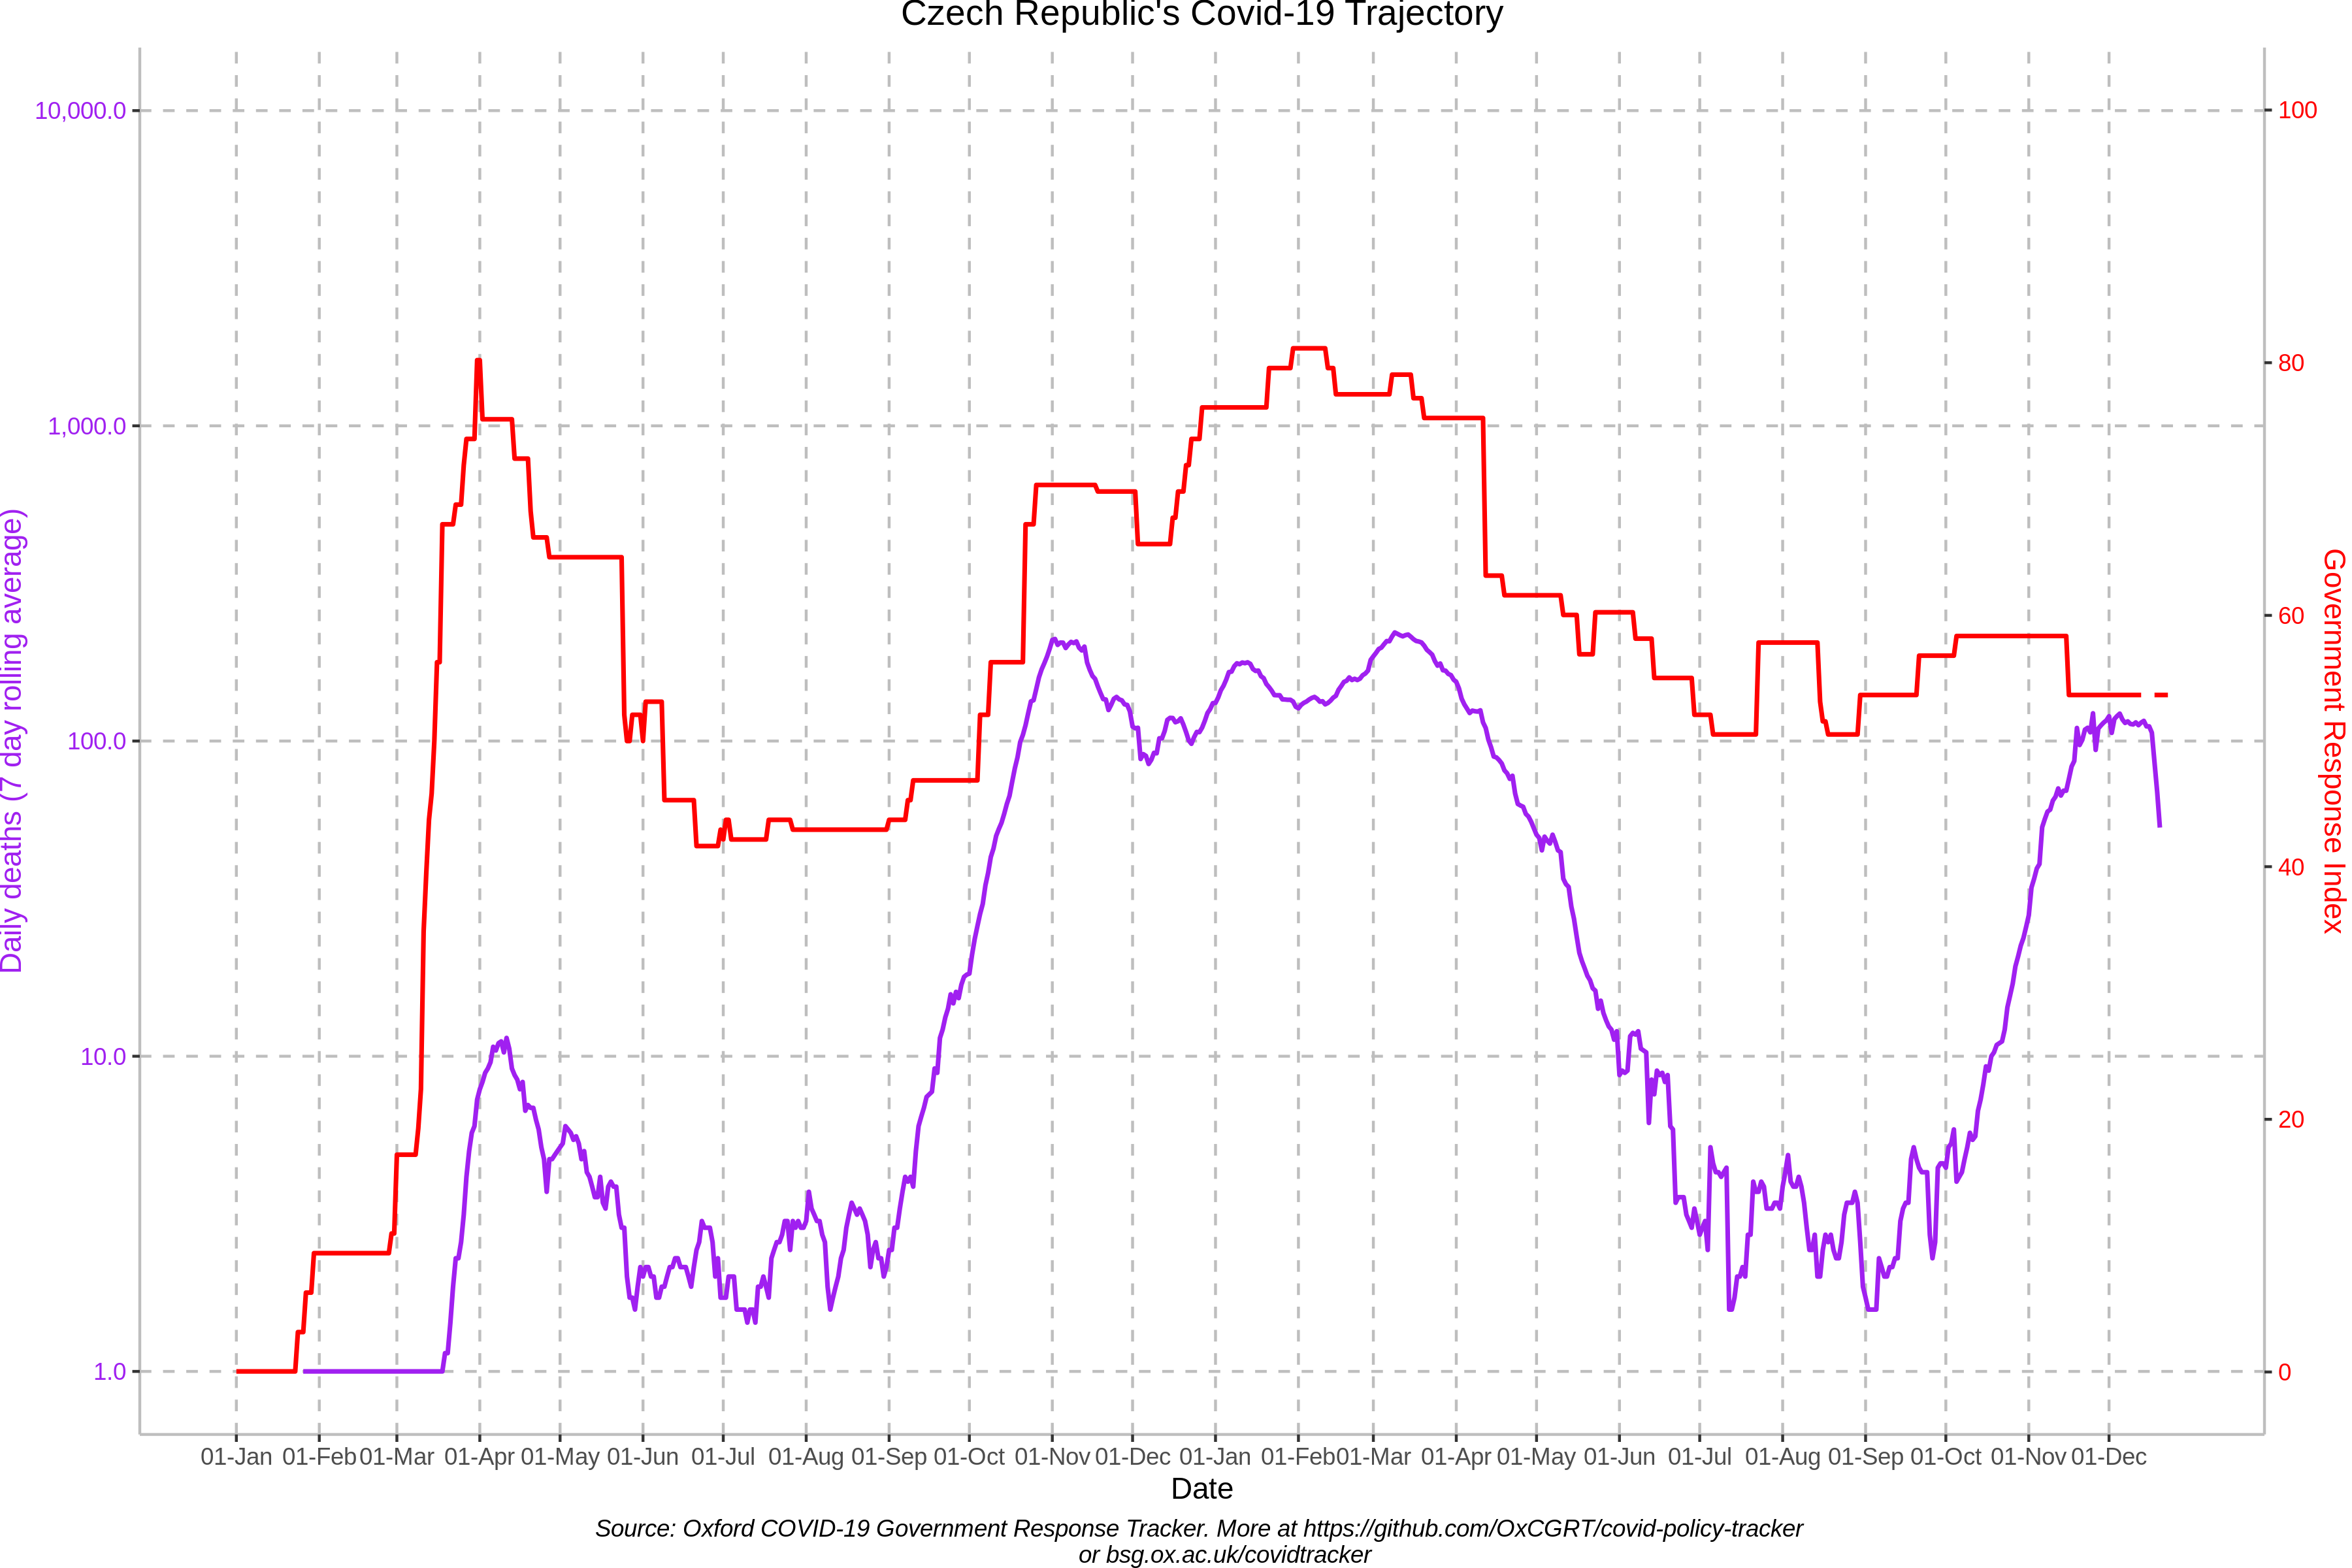 Czech Republic's Covid-19 Trajectory
10,000.0
1,000.0
100.0
10.0
1.0
Daily deaths (7 day rolling average)
100
80
60
40
20
0
Government Response Index
01-Jan 01-Feb 01-Mar 01-Apr 01-May 01-Jun 01-Jul 01-Aug 01-Sep 01-Oct 01-Nov 01-Dec 01-Jan 01-Feb 01-Mar 01-Apr 01-May 01-Jun 01-Jul 01-Aug 01-Sep 01-Oct 01-Nov 01-Dec
Date
Source: Oxford COVID-19 Government Response Tracker. More at https://github.com/OxCGRT/covid-policy-tracker
or bsg.ox.ac.uk/covidtracker